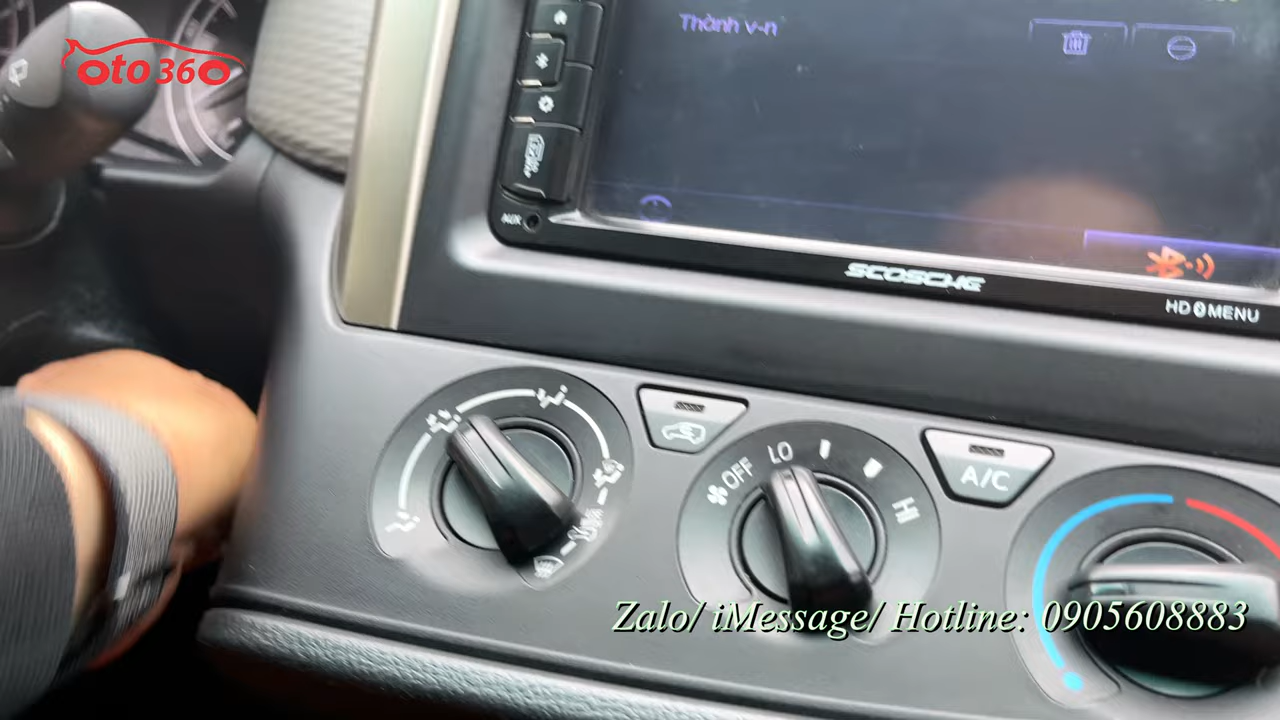 oto360
Thành v-n
AUX
SCOSCHE
HD MENU
OFF
LO
HI
A/C
Zalo/ iMessage/ Hotline: 0905608883